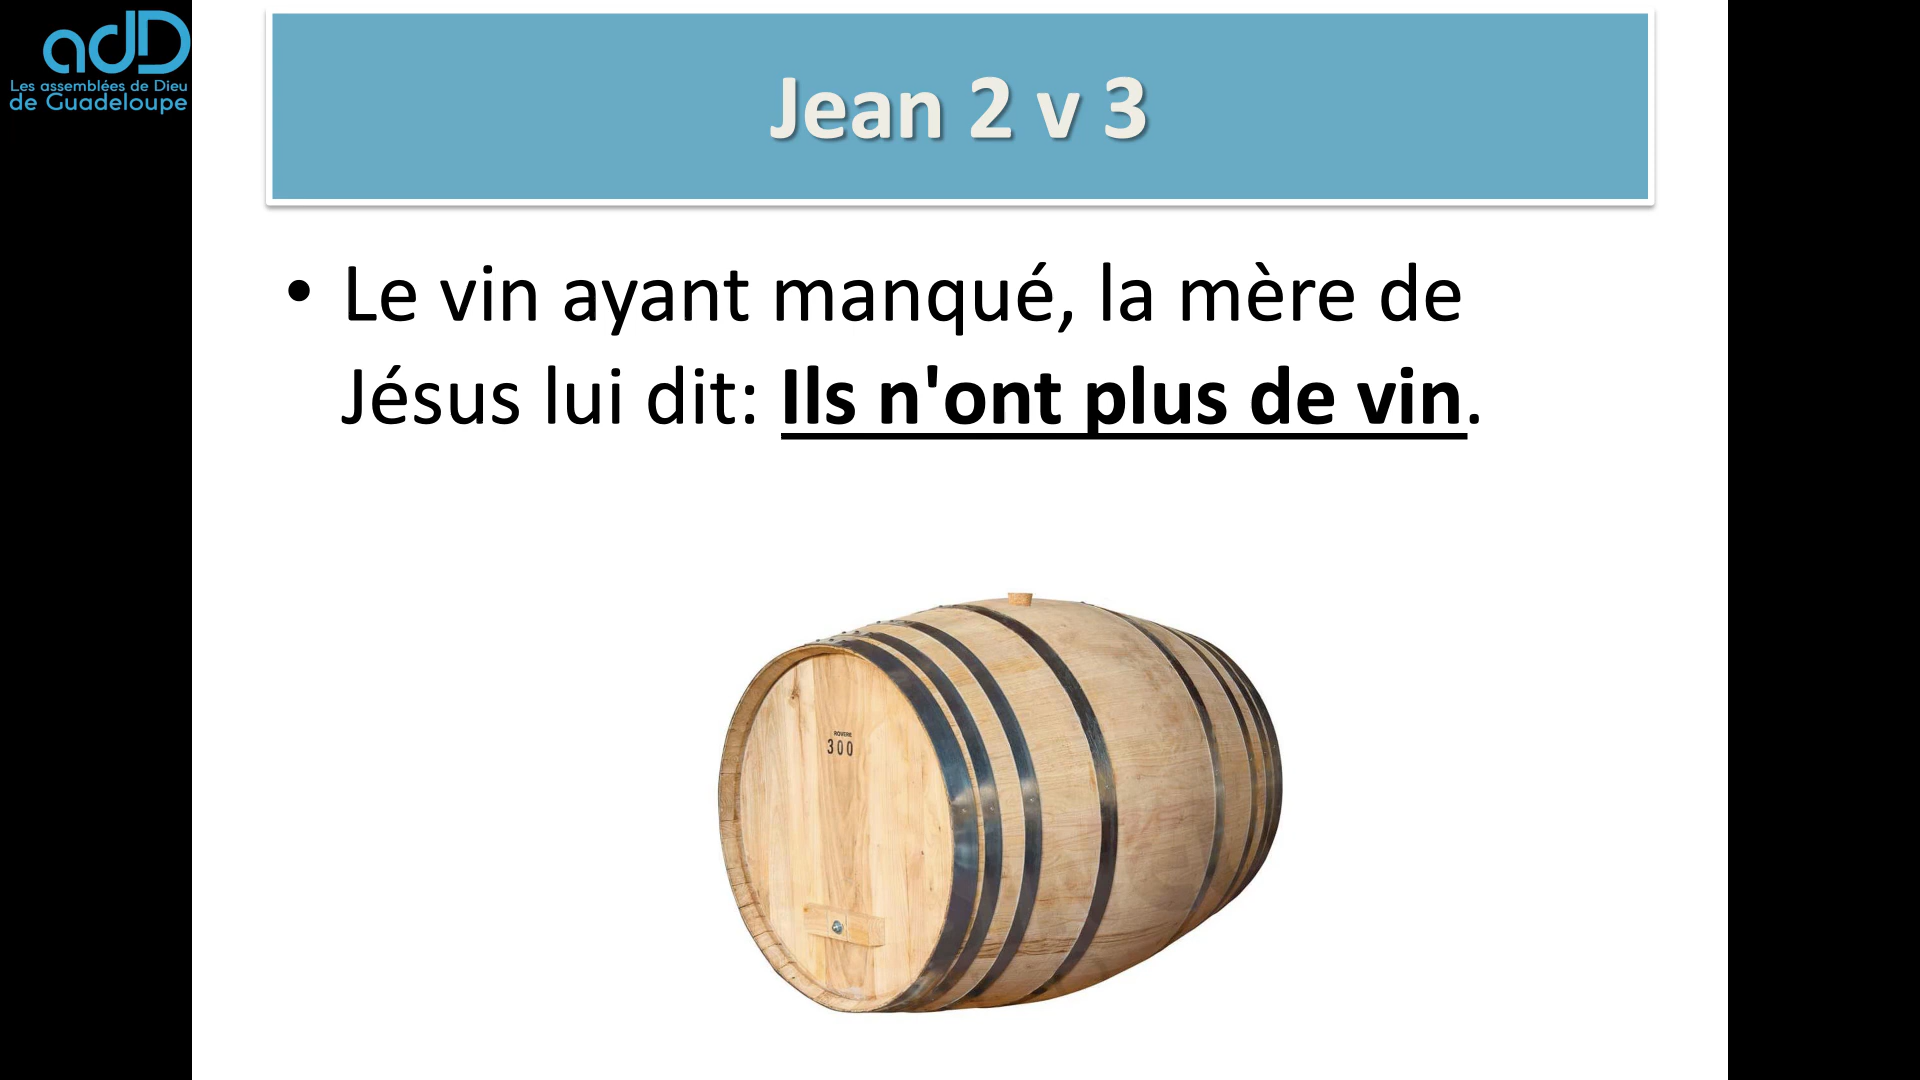 adD
Les assemblées de Dieu
de Guadeloupe
Jean 2 v 3
• Le vin ayant manqué, la mère de
Jésus lui dit: Ils n'ont plus de vin.
ROVERE
300